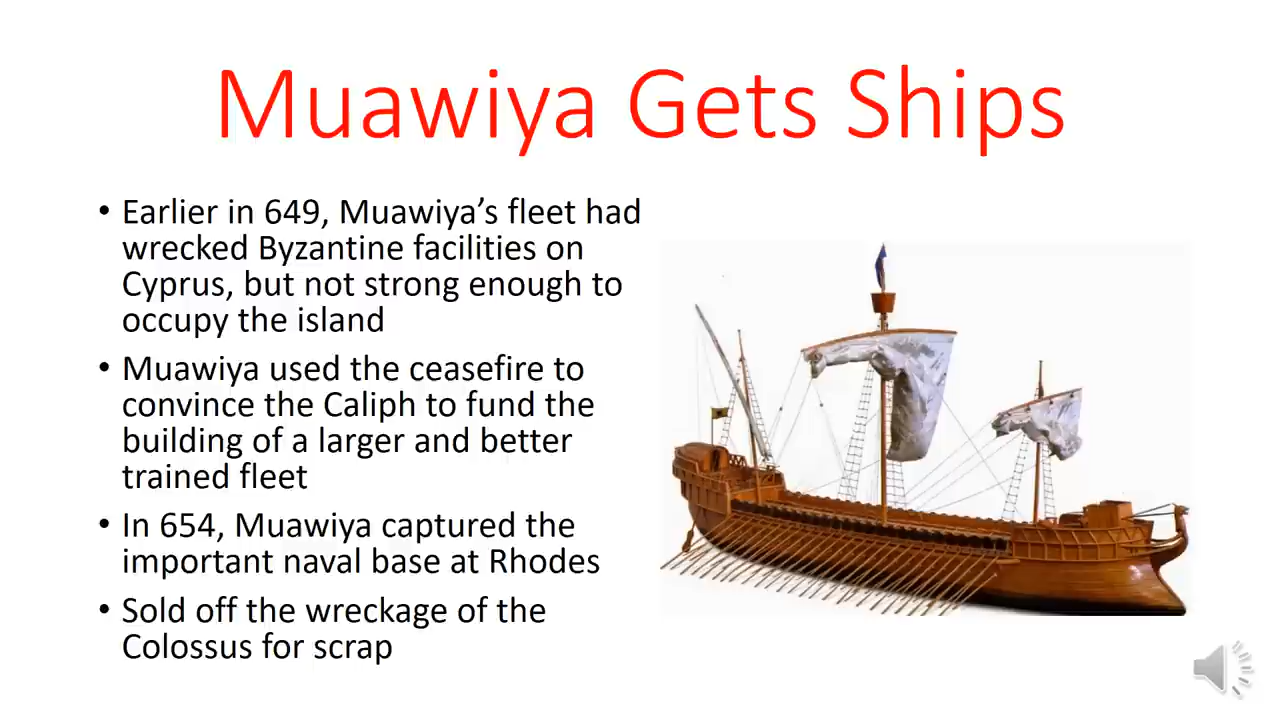 Muawiya Gets Ships
• Earlier in 649, Muawiya’s fleet had
wrecked Byzantine facilities on
Cyprus, but not strong enough to
occupy the island
• Muawiya used the ceasefire to
convince the Caliph to fund the
building of a larger and better
trained fleet
• In 654, Muawiya captured the
important naval base at Rhodes
• Sold off the wreckage of the
Colossus for scrap